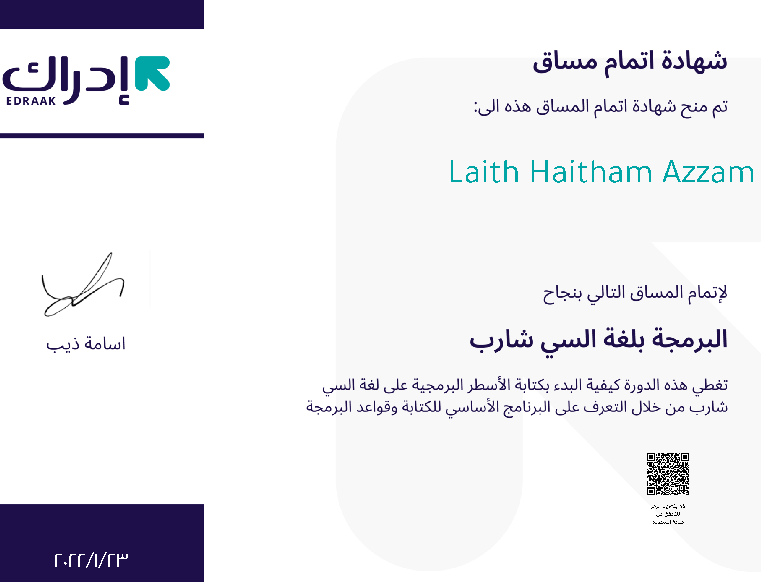 إدراك
EDRAAK
شهادة اتمام مساق
تم منح شهادة اتمام المساق هذه الى:
Laith Haitham Azzam
لإتمام المساق التالي بنجاح
البرمجة بلغة السي شارب
تغطي هذه الدورة كيفية البدء بكتابة الأسطر البرمجية على لغة السي
شارب من خلال التعرف على البرنامج الأساسي للكتابة وقواعد البرمجة
اسامة ذيب
٢٠٢٢/١/٢٣